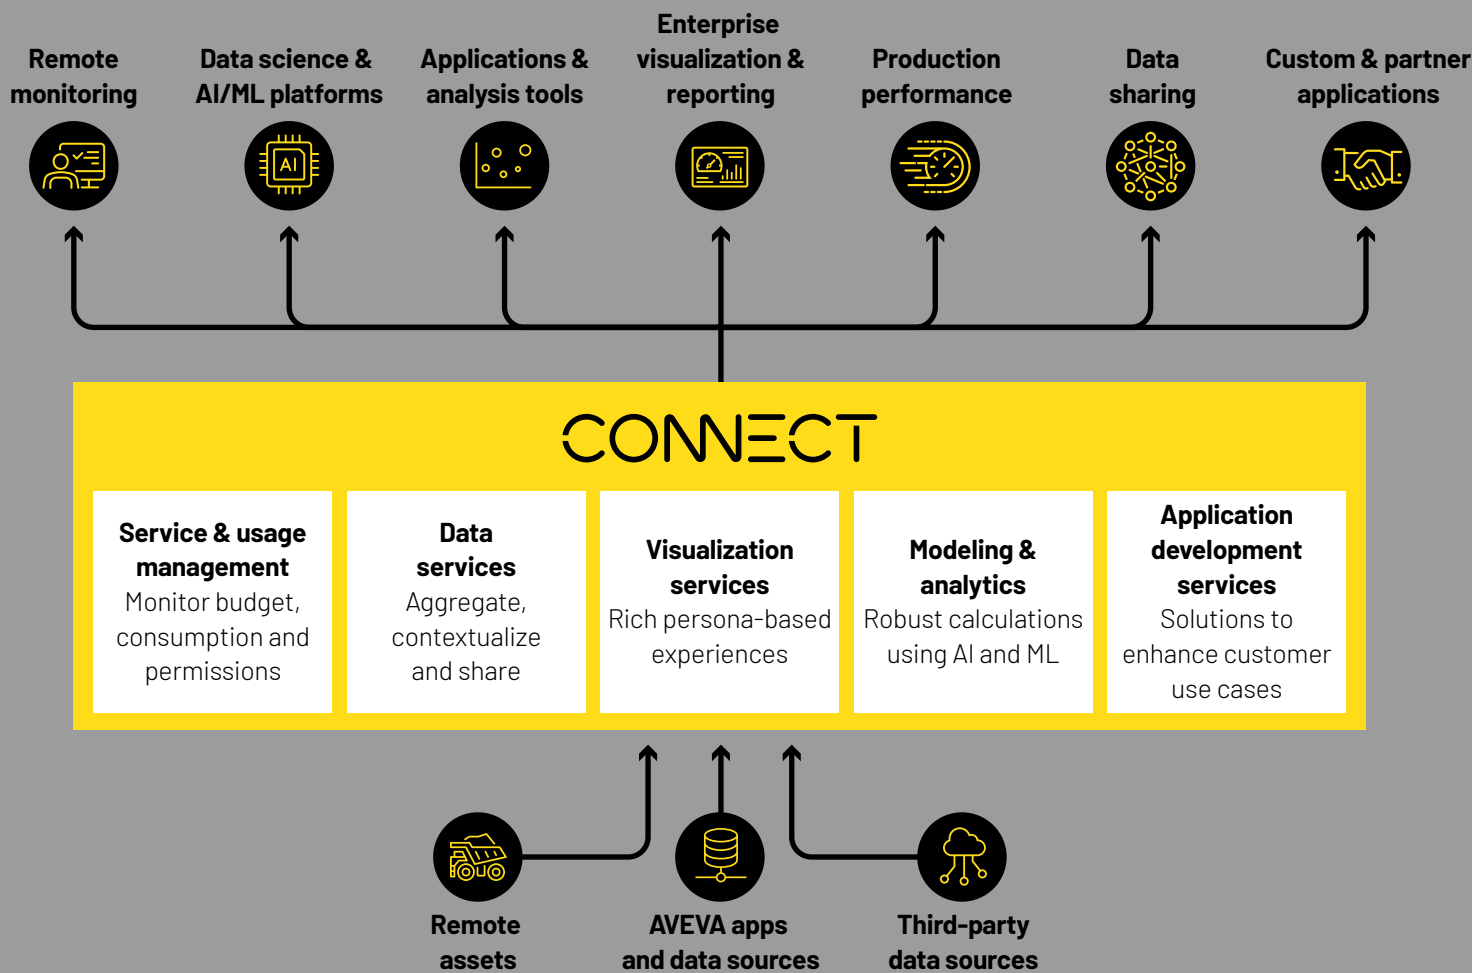 Remote
monitoring
Data science &
AI/ML platforms
Applications &
analysis tools
Enterprise
visualization &
reporting
Production
performance
Data
sharing
Custom & partner
applications
AI
CONNECT
Service & usage
management
Monitor budget,
consumption and
permissions
Data
services
Aggregate,
contextualize
and share
Visualization
services
Rich persona-based
experiences
Modeling &
analytics
Robust calculations
using AI and ML
Application
development
services
Solutions to
enhance customer
use cases
Remote
assets
AVEVA apps
and data sources
Third-party
data sources